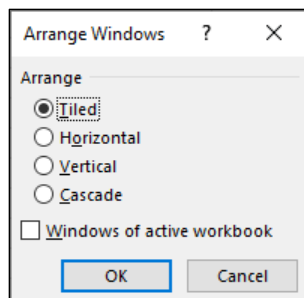 Arrange Windows ?
Arrange
Tiled
Horizontal
Vertical
Cascade
Windows of active workbook
OK Cancel